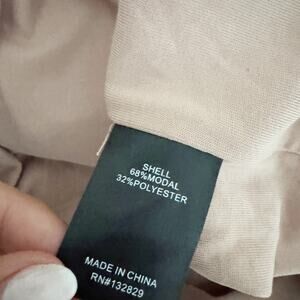 SHELL
68%MODAL
32%POLYESTER
MADE IN CHINA
RN#132829